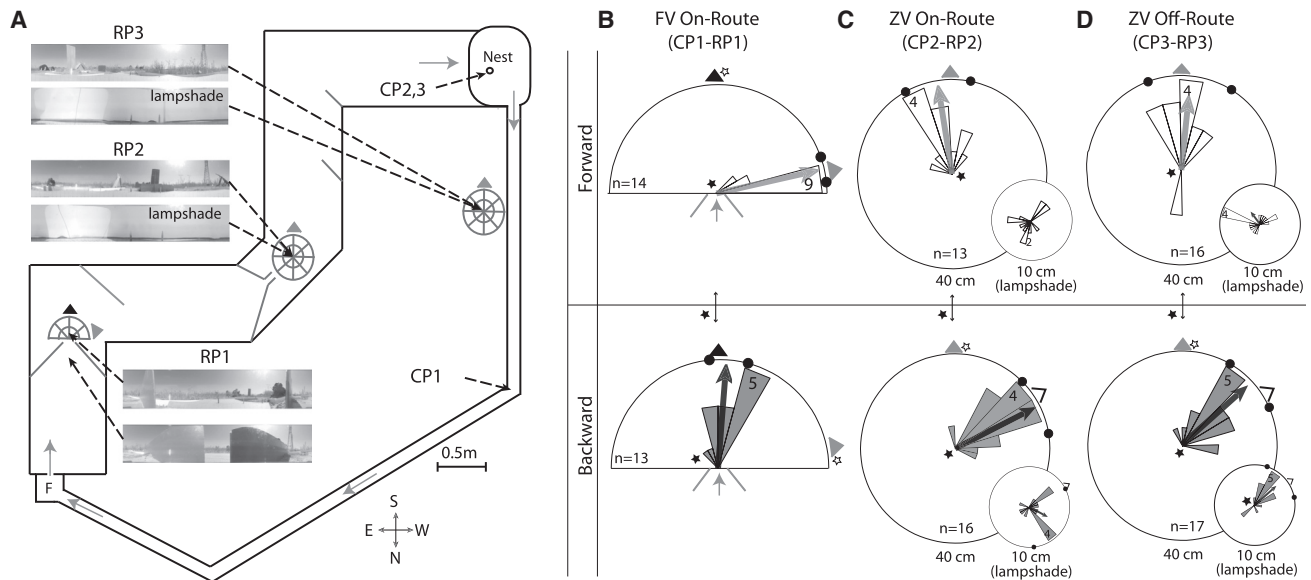 A
RP3
lampshade
RP2
lampshade
RP1
F
Nest
CP2,3
CP1
0.5m
S
E W
N
B FV On-Route
(CP1-RP1)
C ZV On-Route
(CP2-RP2)
D ZV Off-Route
(CP3-RP3)
Forward
n=14
9
4
n=13
40 cm
2
10 cm
(lampshade)
4
n=16
40 cm
4
10 cm
(lampshade)
Backward
n=13
5
4
n=16
40 cm
4
10 cm
(lampshade)
5
n=17
40 cm
5
10 cm
(lampshade)